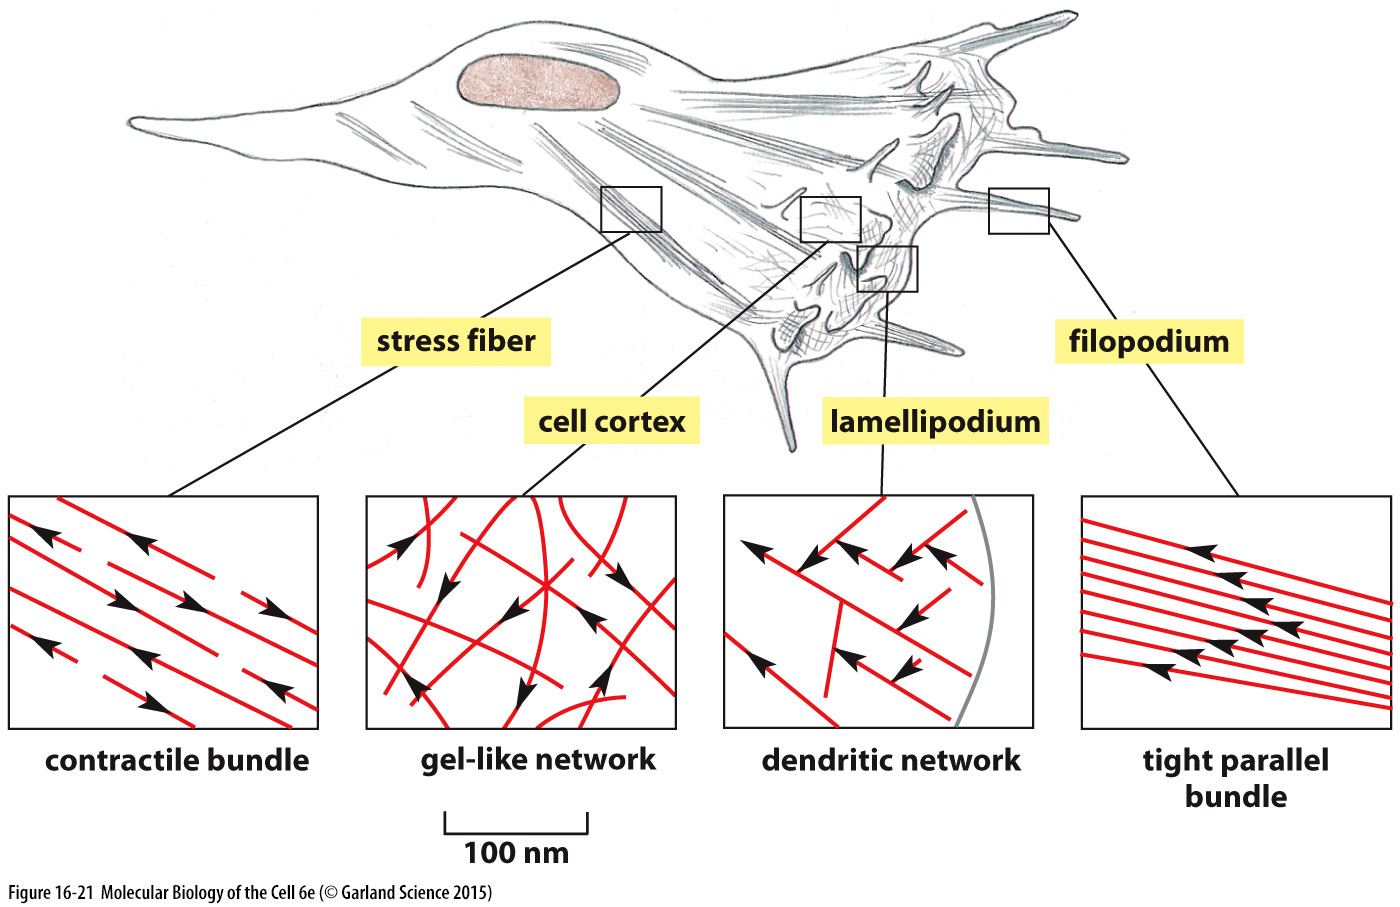 stress fiber
filopodium
cell cortex
lamellipodium
contractile bundle
gel-like network
dendritic network
tight parallel
bundle
100 nm
Figure 16-21 Molecular Biology of the Cell 6e (© Garland Science 2015)